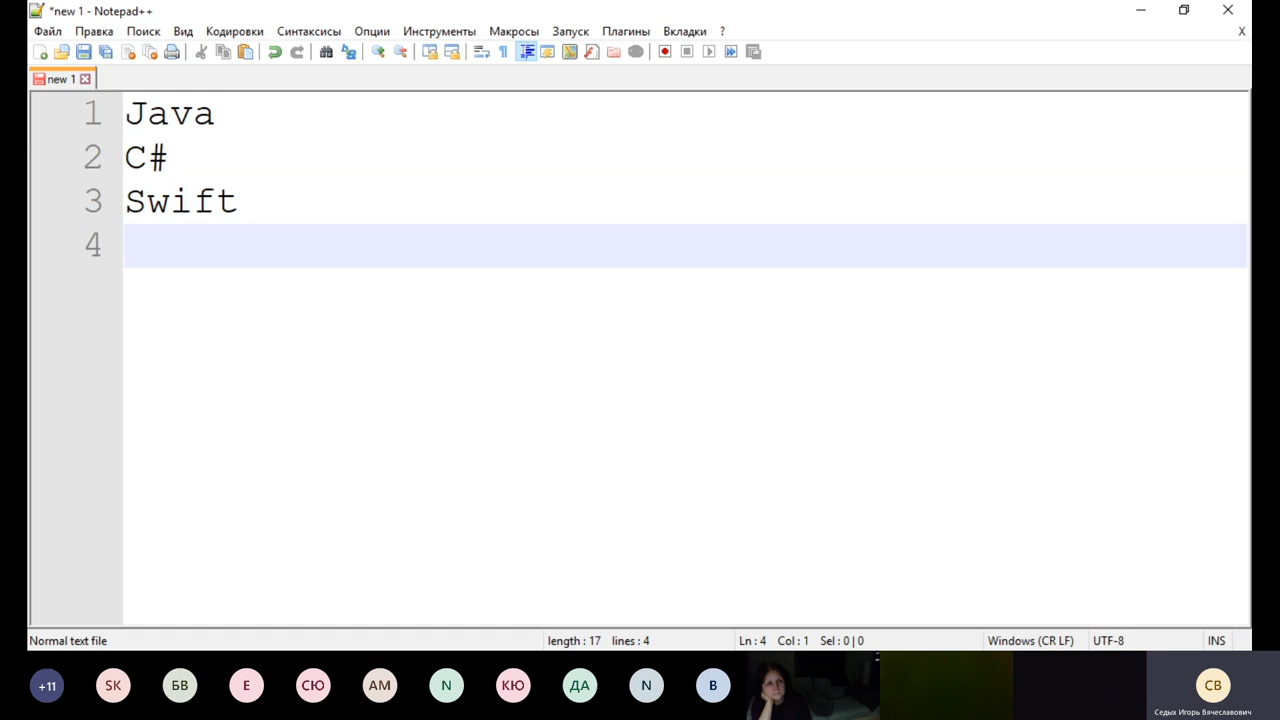 *new 1 - Notepad++
Файл Правка Поиск Вид Кодировки Синтаксисы Опции Инструменты Макросы Запуск Плагины Вкладки ? X
new 1
1 Java
2 C#
3 Swift
4
Normal text file length : 17 lines : 4 Ln : 4 Col : 1 Sel : 0 | 0 Windows (CR LF) UTF-8 INS
+11 SK БВ Е СЮ АМ N КЮ ДА N В СВ
Седых Игорь Вячеславович